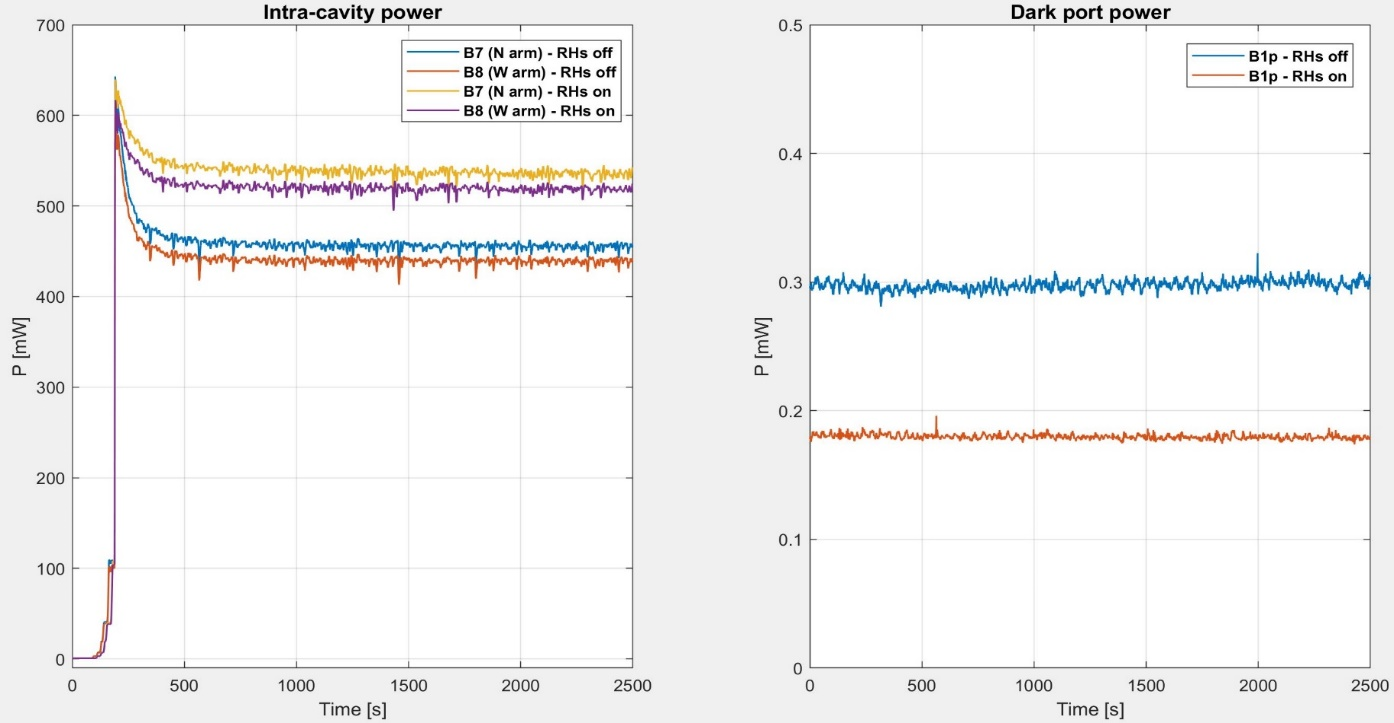 Intra-cavity power
700
600
500
400
300
200
100
0
P [mW]
B7 (N arm) - RHs off
B8 (W arm) - RHs off
B7 (N arm) - RHs on
B8 (W arm) - RHs on
0 500 1000 1500 2000 2500
Time [s]
Dark port power
0.5
0.4
0.3
0.2
0.1
0
P [mW]
B1p - RHs off
B1p - RHs on
0 500 1000 1500 2000 2500
Time [s]